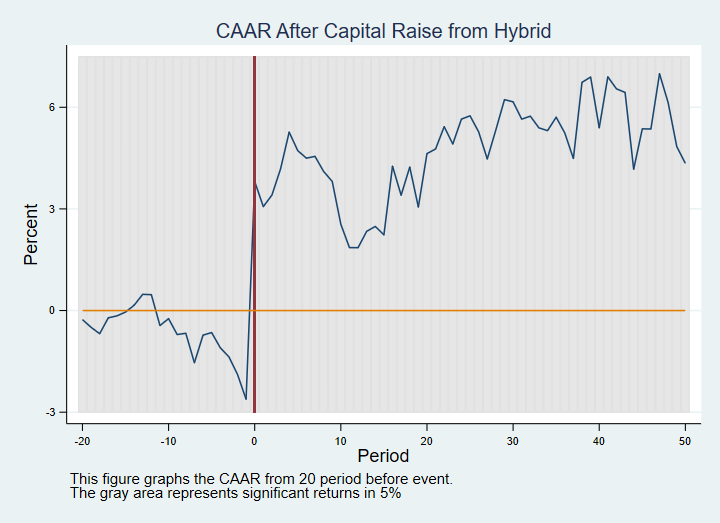 CAAR After Capital Raise from Hybrid
Percent
6
3
0
-3
-20
-10
0
10
20
30
40
50
Period
This figure graphs the CAAR from 20 period before event.
The gray area represents significant returns in 5%